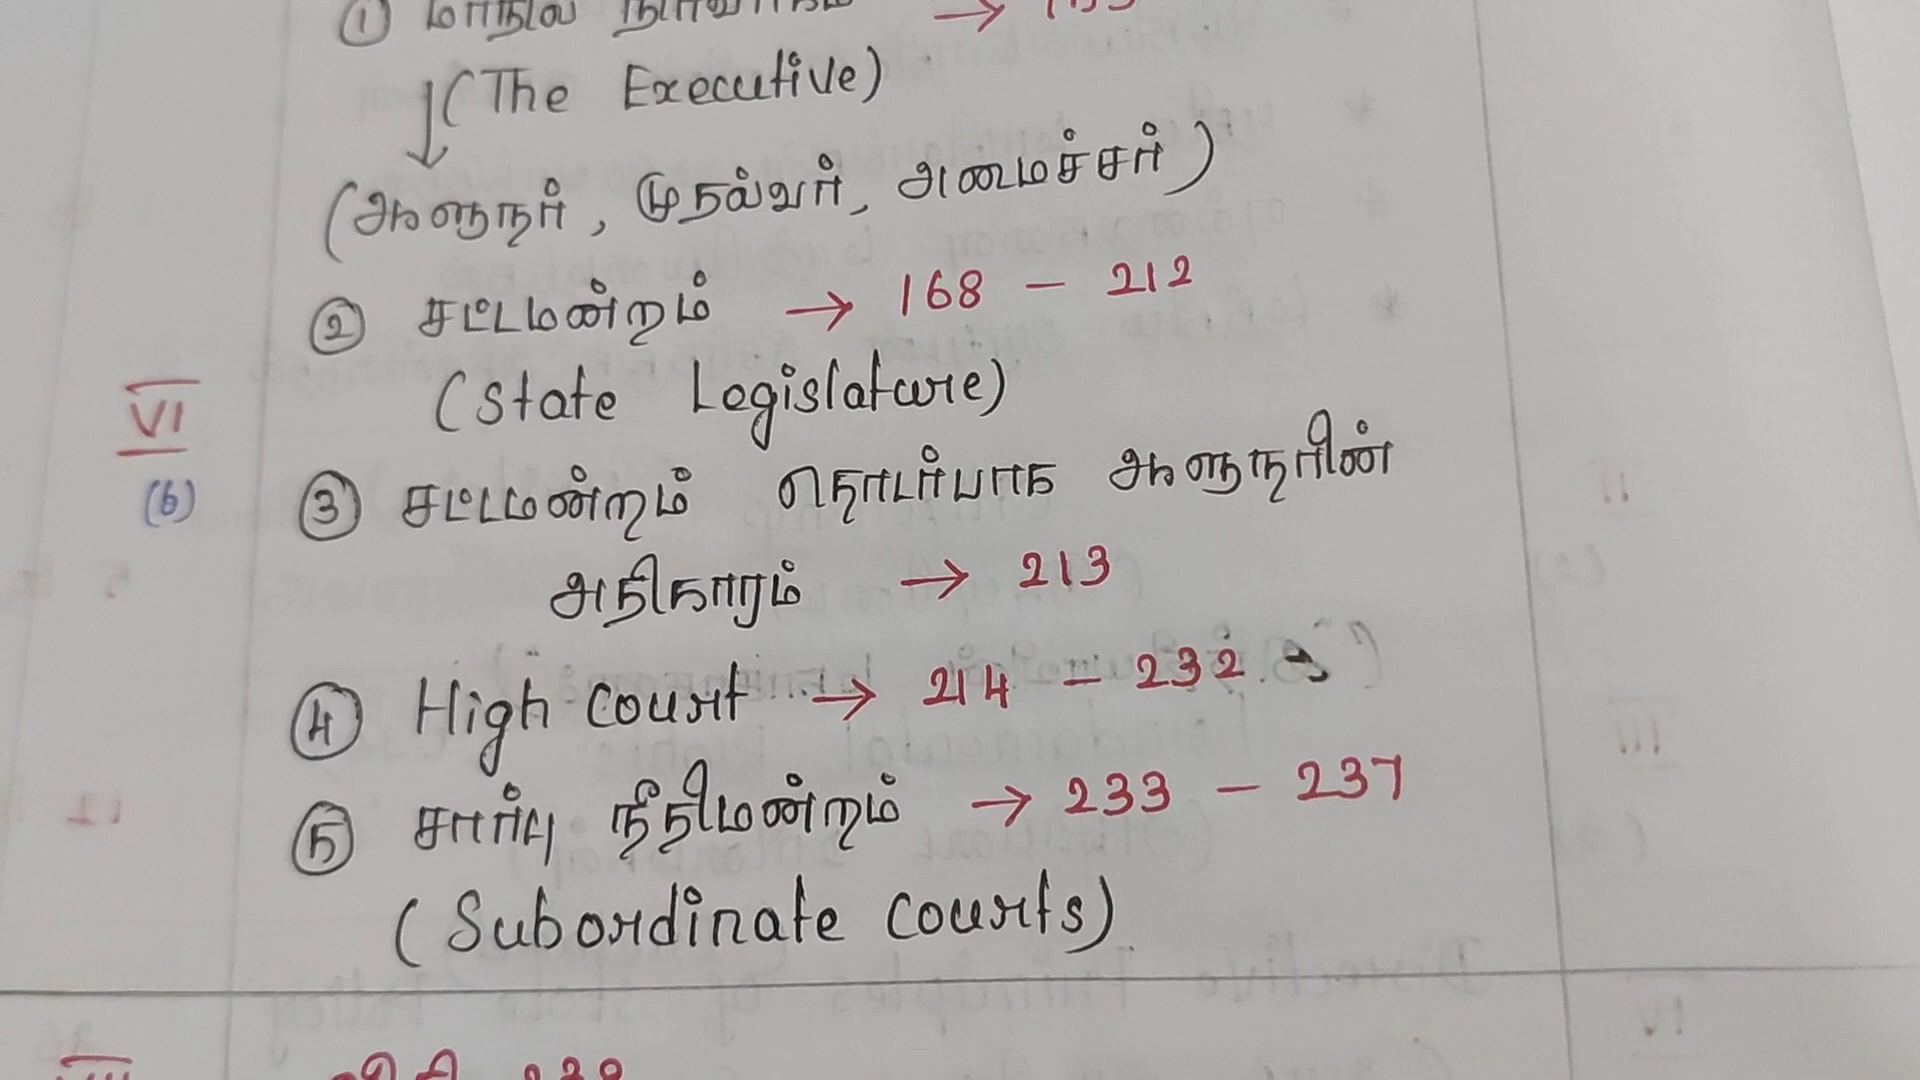 ① மாநில நிர்வாகம் →
(The Executive)
(ஆளுநர், முதல்வர், அமைச்சர்)
② சட்டமன்றம் → 168 - 212
(State Legislature)
VI
(6)
③ சட்டமன்றம் தொடர்பாக ஆளுநரின்
அதிகாரம் → 213
④ High Court → 214 - 232
⑤ சார்பு நீதிமன்றம் → 233 - 237
(Subordinate Courts)